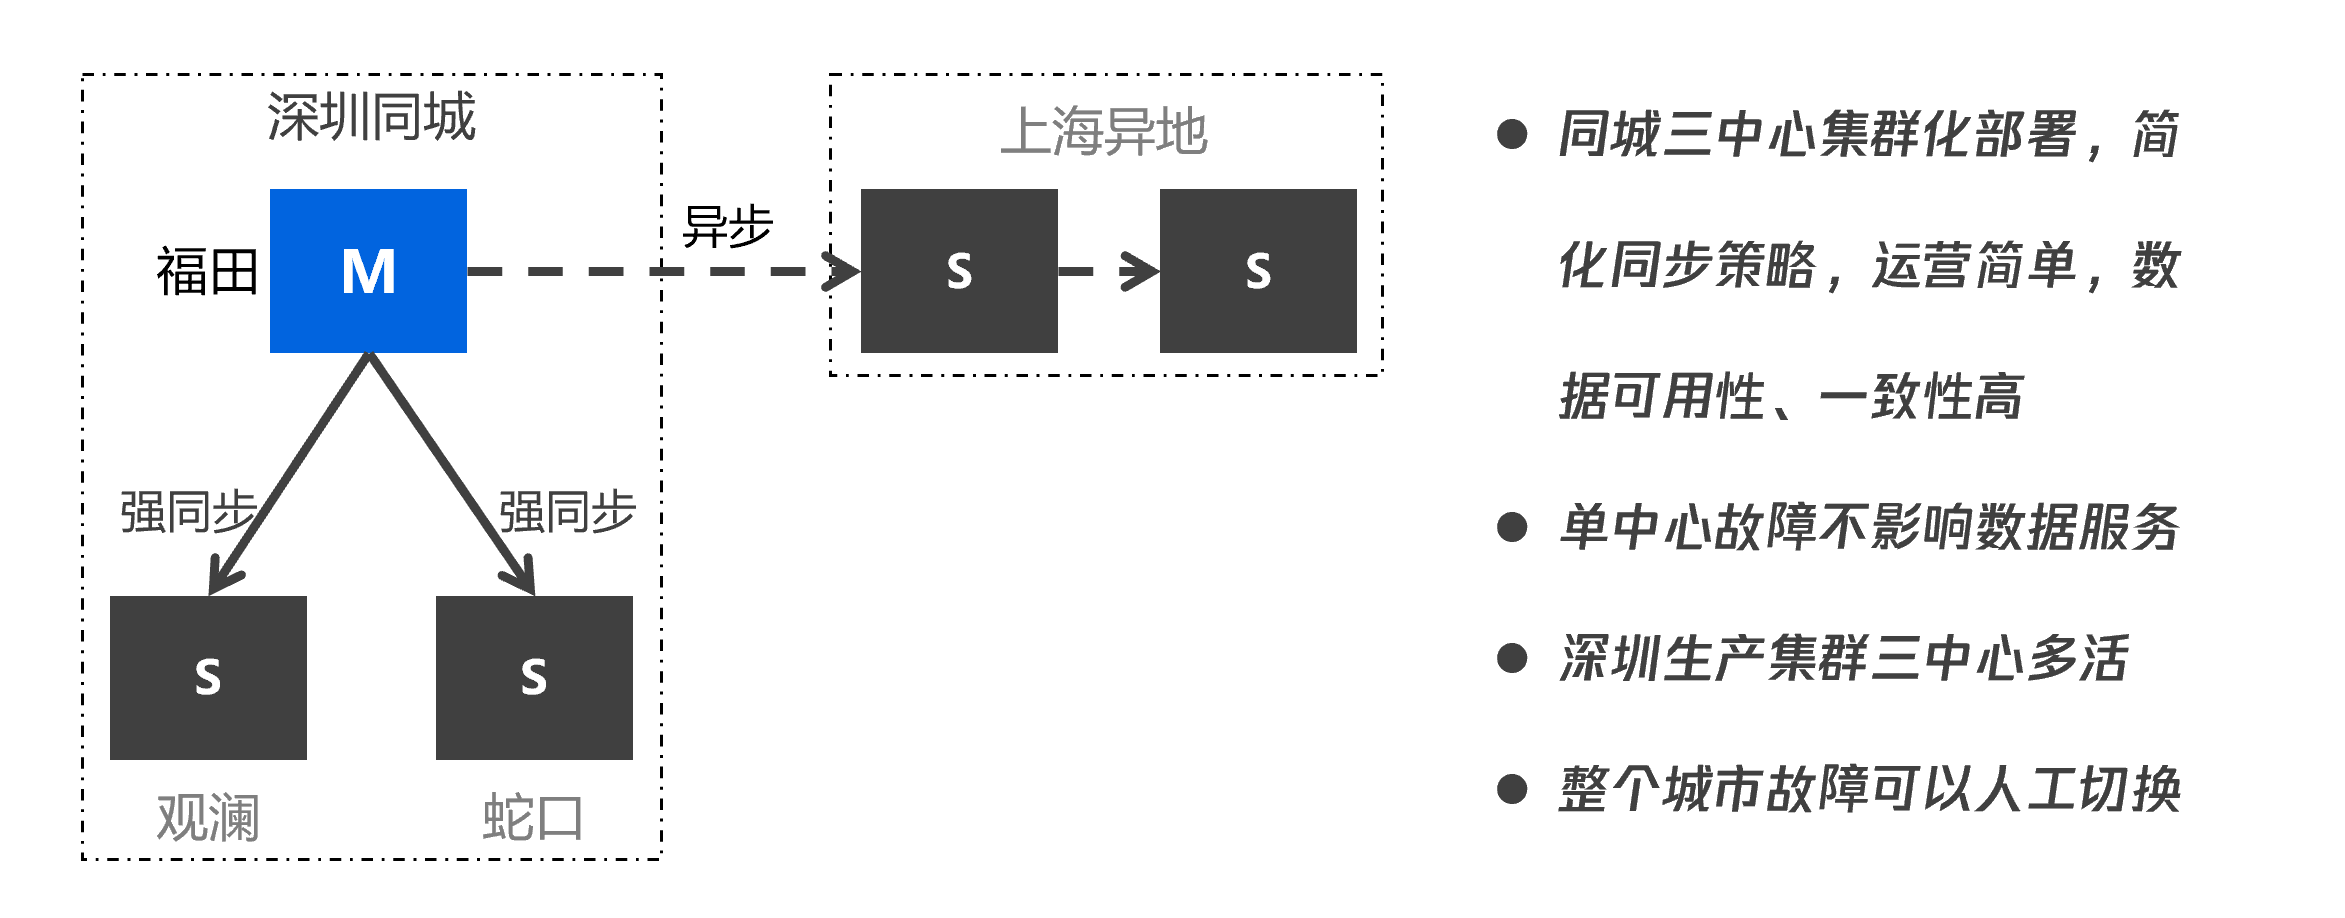 深圳同城
上海异地
福田
M
异步
S
S
强同步
强同步
S
S
观澜
蛇口
同城三中心集群化部署，简
化同步策略，运营简单，数
据可用性、一致性高
单中心故障不影响数据服务
深圳生产集群三中心多活
整个城市故障可以人工切换